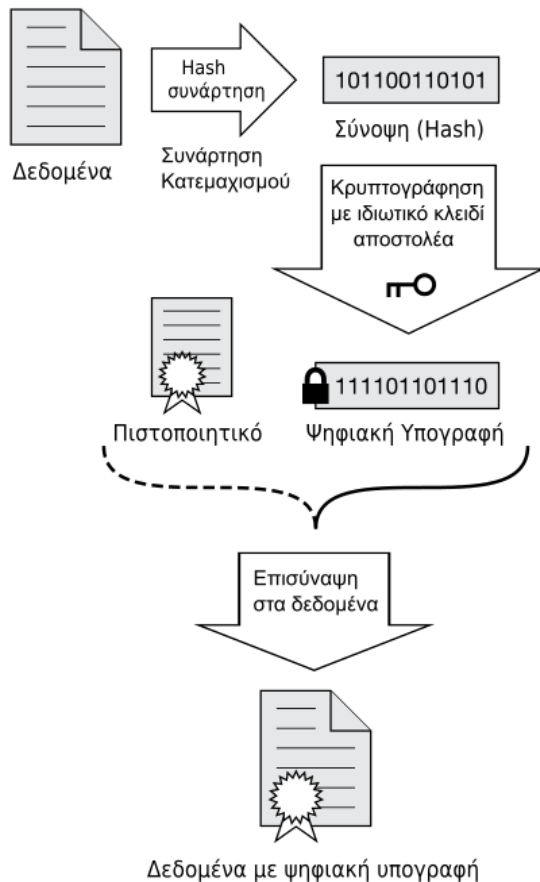 Hash
συνάρτηση
101100110101
Σύνοψη (Hash)
Δεδομένα
Συνάρτηση
Κατεμαχισμού
Κρυπτογράφηση
με ιδιωτικό κλειδί
αποστολέα
111101101110
Πιστοποιητικό
Ψηφιακή Υπογραφή
Επισύναψη
στα δεδομένα
Δεδομένα με ψηφιακή υπογραφή